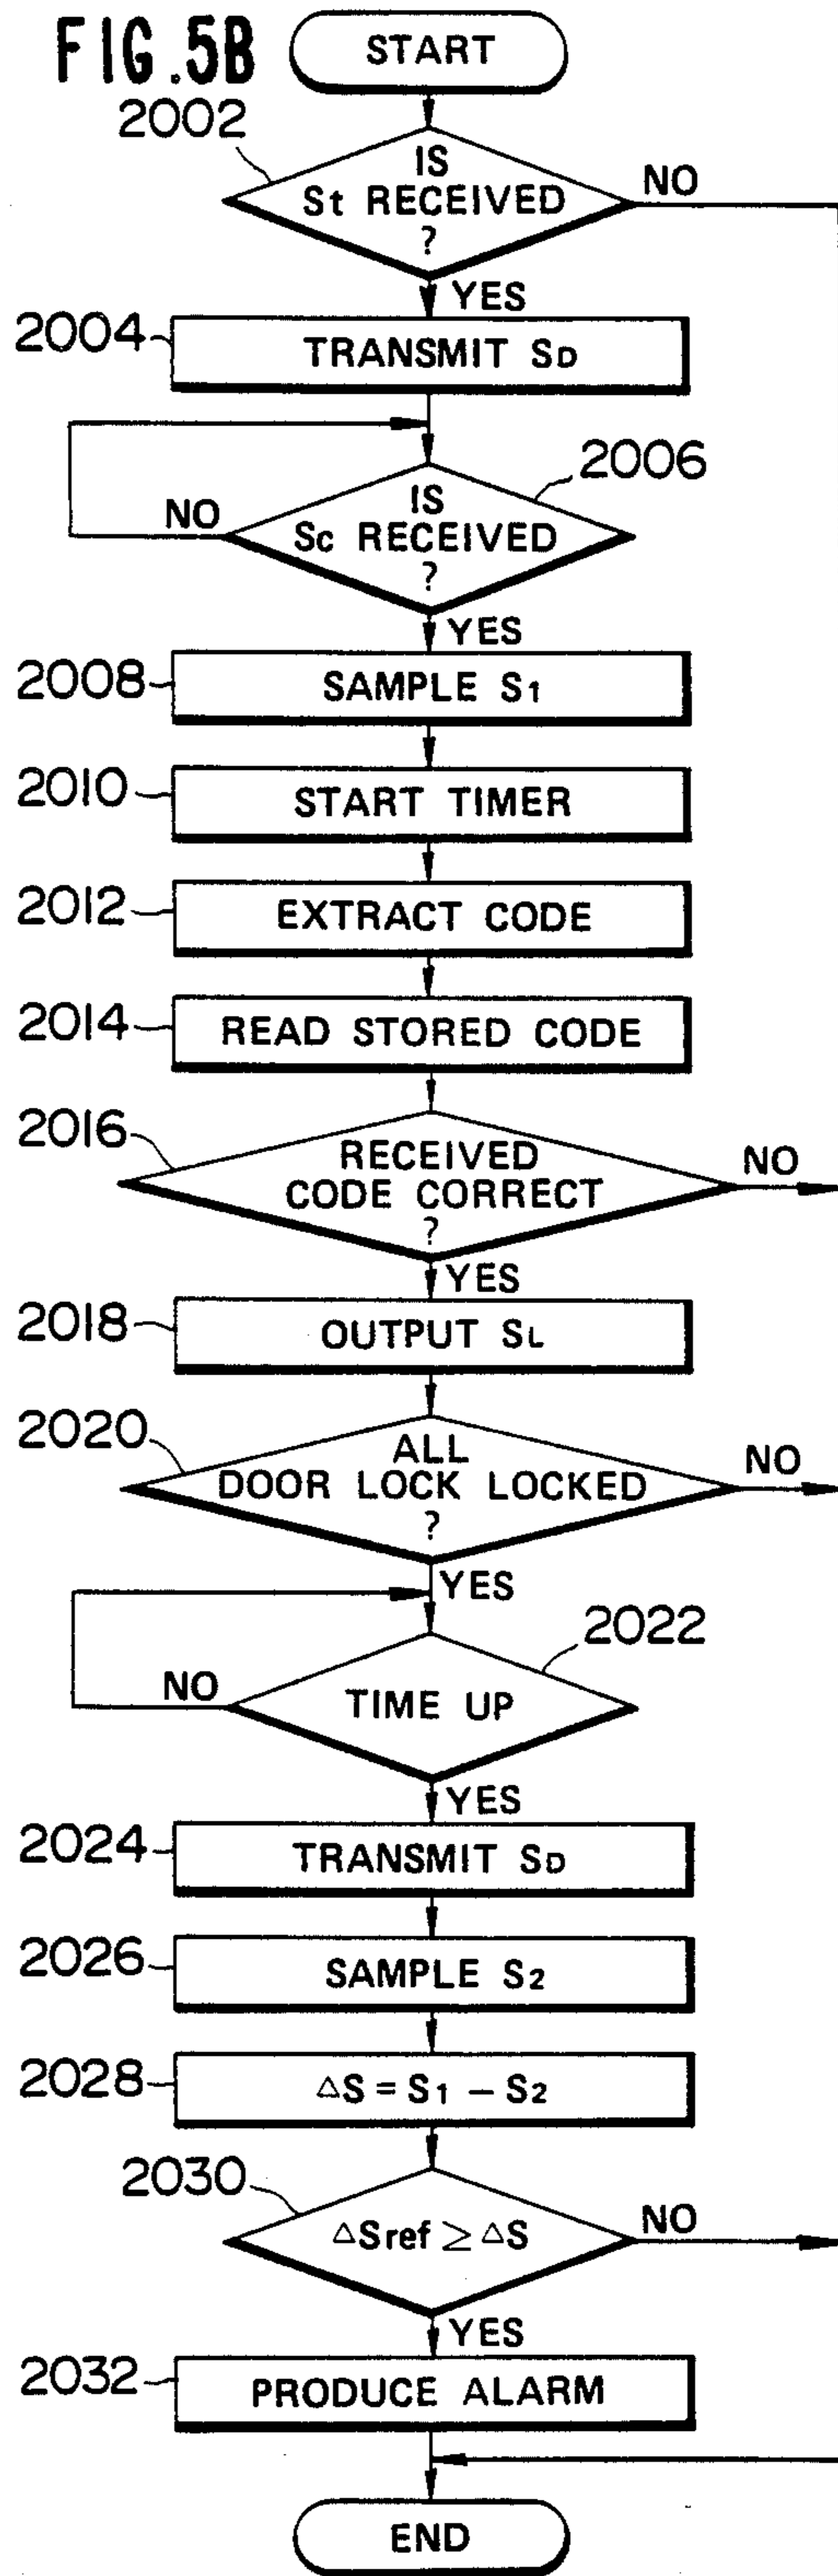 FIG.5B
START
2002
IS
St RECEIVED
?
NO
YES
2004
TRANSMIT SD
2006
IS
Sc RECEIVED
?
NO
YES
2008
SAMPLE S1
2010
START TIMER
2012
EXTRACT CODE
2014
READ STORED CODE
2016
RECEIVED
CODE CORRECT
?
NO
YES
2018
OUTPUT SL
2020
ALL
DOOR LOCK LOCKED
?
NO
YES
2022
TIME UP
NO
YES
2024
TRANSMIT SD
2026
SAMPLE S2
2028
△S = S1 − S2
2030
△Sref ≥ △S
NO
YES
2032
PRODUCE ALARM
END